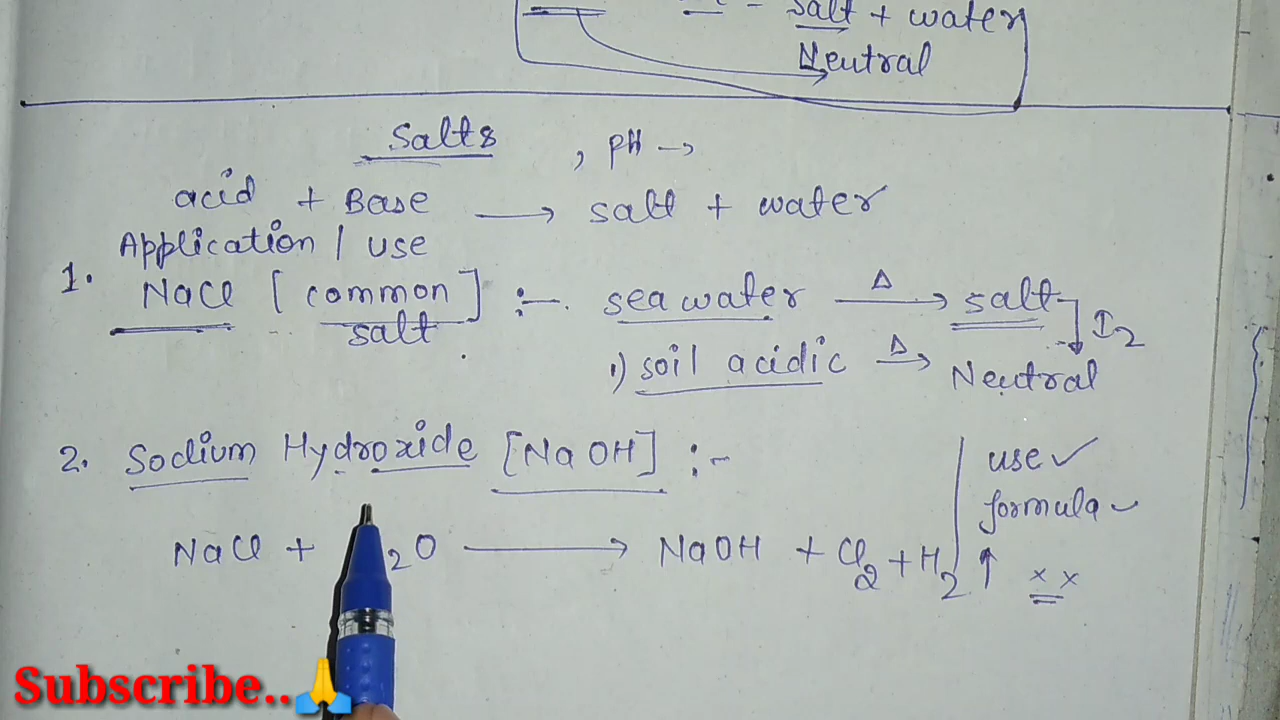 - salt + water
Neutral
Salts , PH →
acid + Base → salt + water
Application / use
1. NaCl [common salt] :- sea water Δ→ salt I2
1) soil acidic Δ→ Neutral
2. Sodium Hydroxide [NaOH] :-
use ✓
formula ✓
NaCl + 2O → NaOH + Cl2 + H2 ↑ x x
Subscribe..🙏